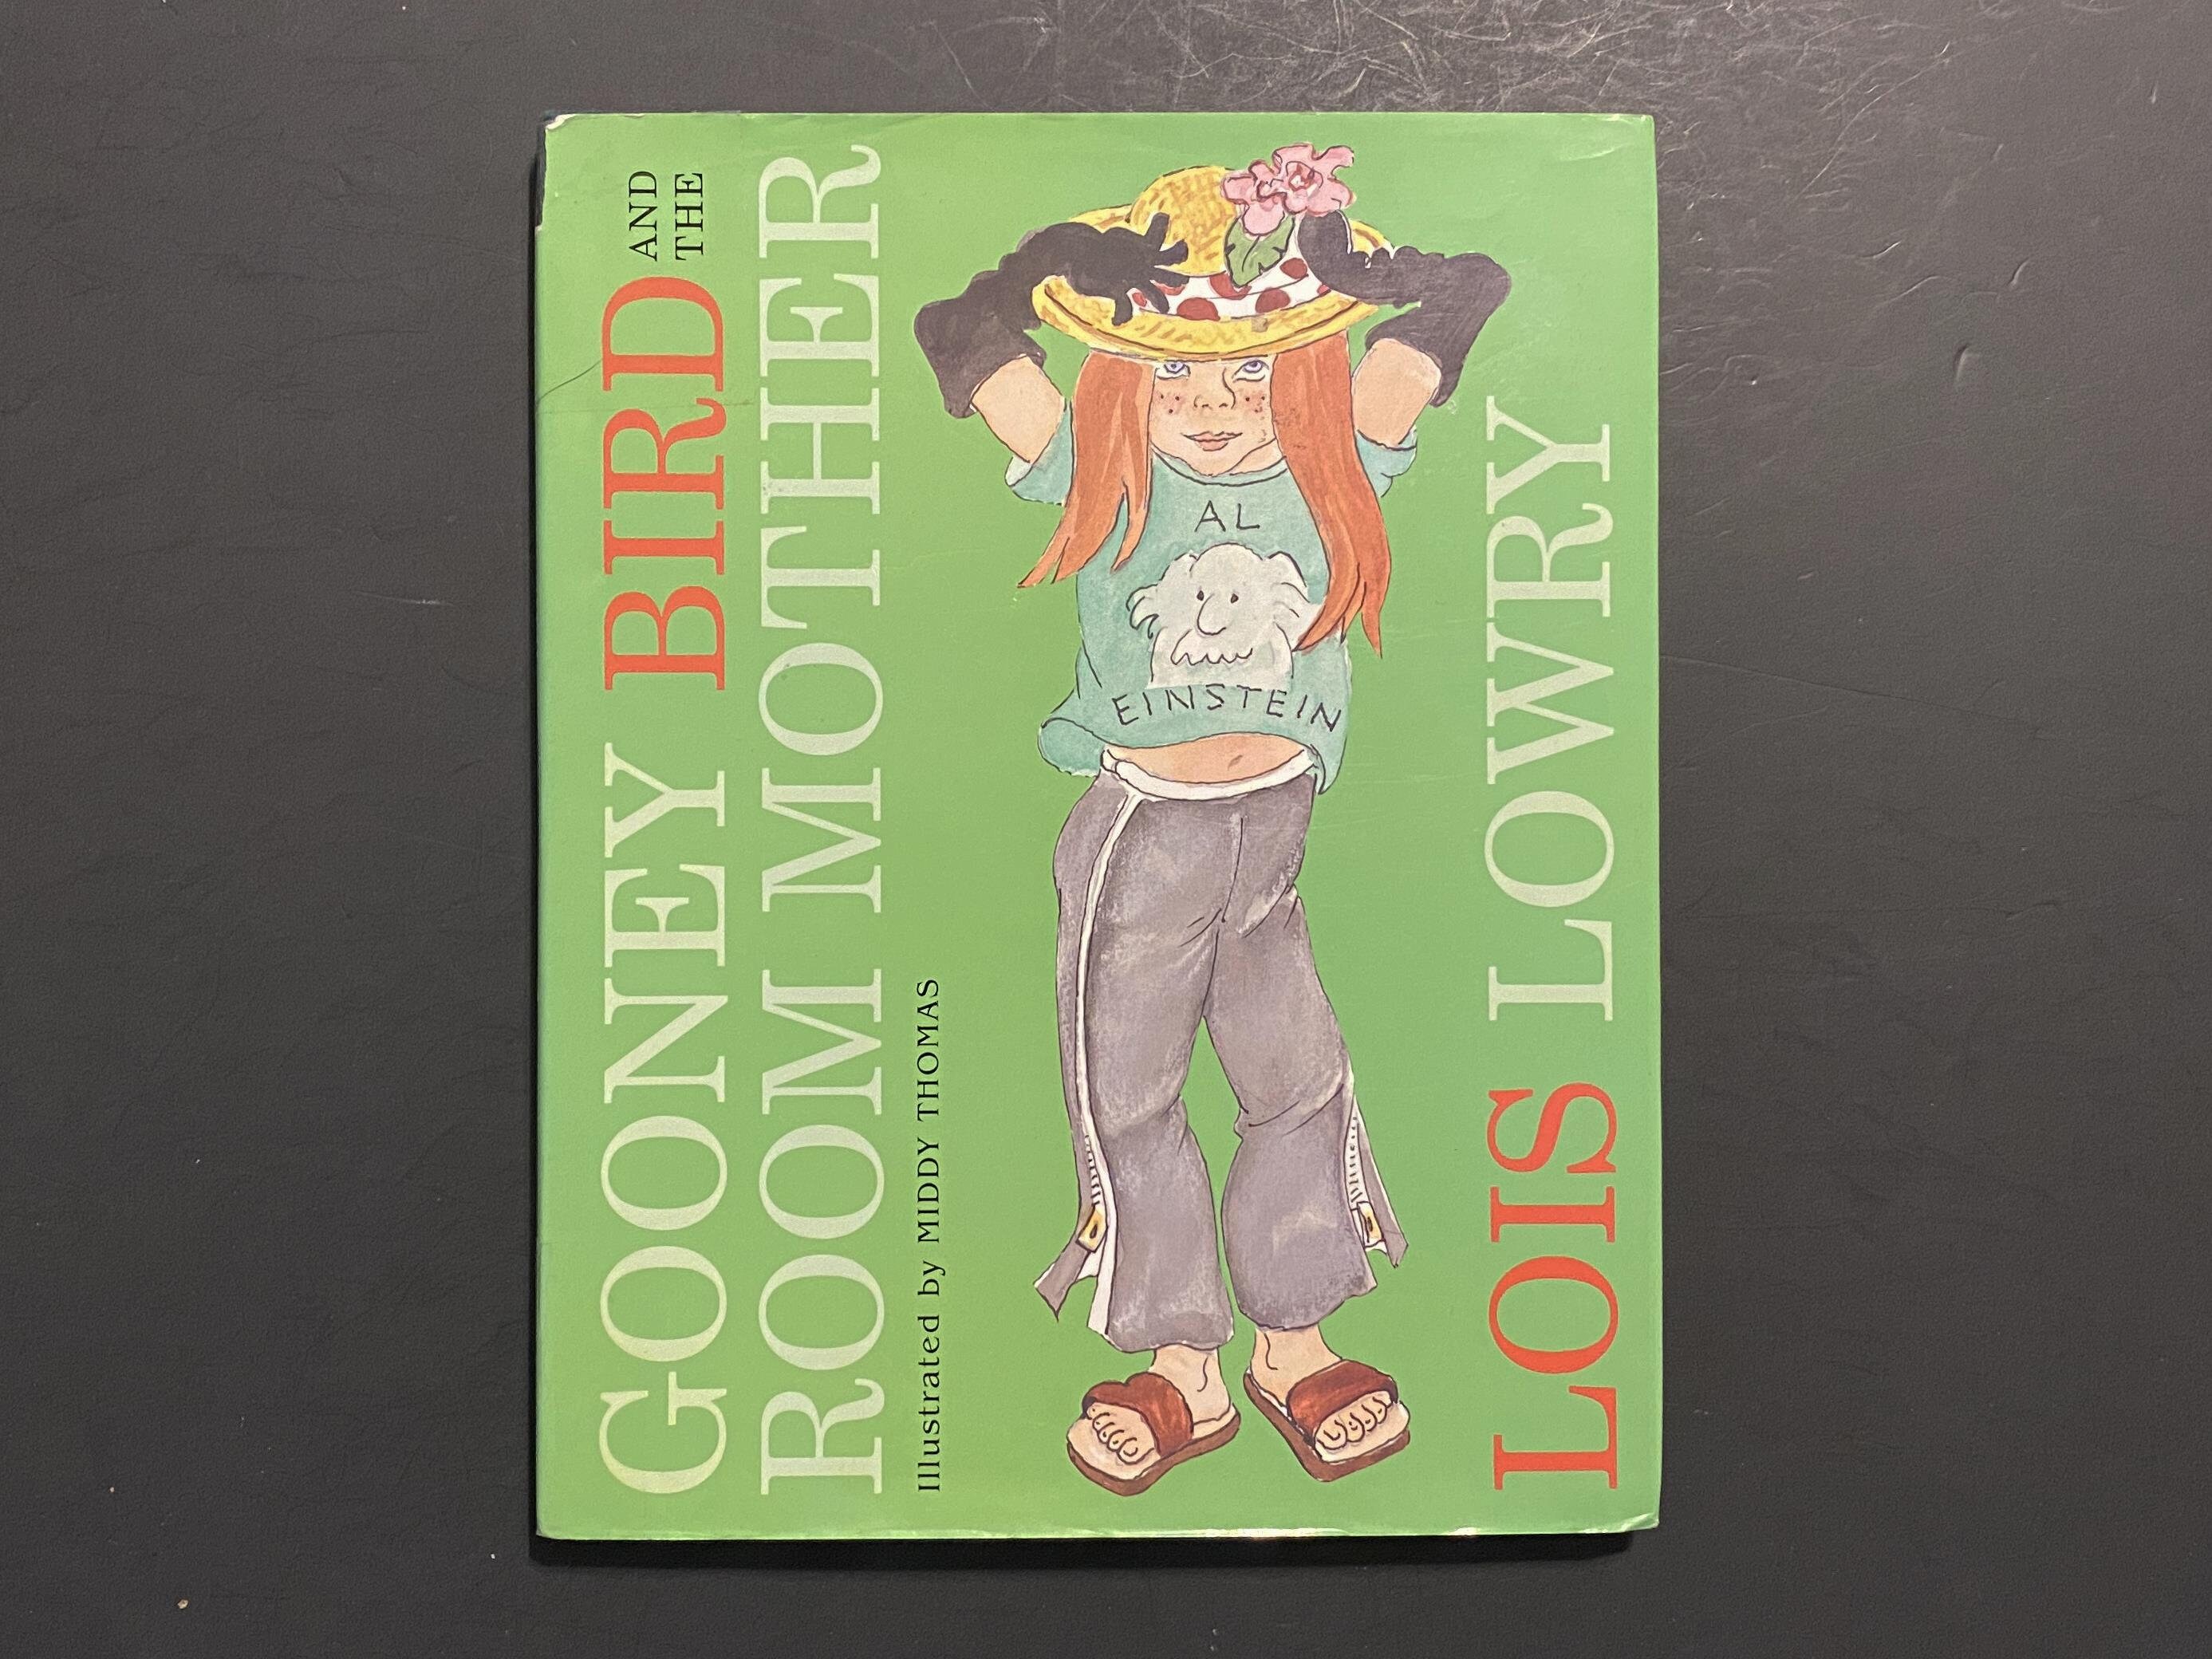 GOONEY BIRD AND
THE
ROOM MOTHER
Illustrated by MIDDY THOMAS
AL
EINSTEIN
LOIS LOWRY